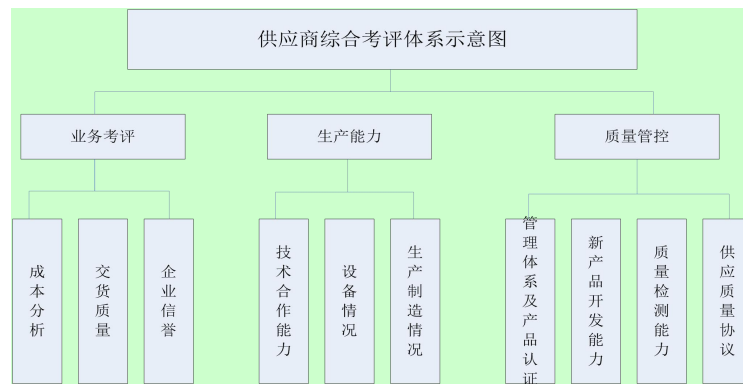 供应商综合考评体系示意图
业务考评
生产能力
质量管控
成本分析
交货质量
企业信誉
技术合作能力
设备情况
生产制造情况
管理体系及产品认证
新产品开发能力
质量检测能力
供应质量协议